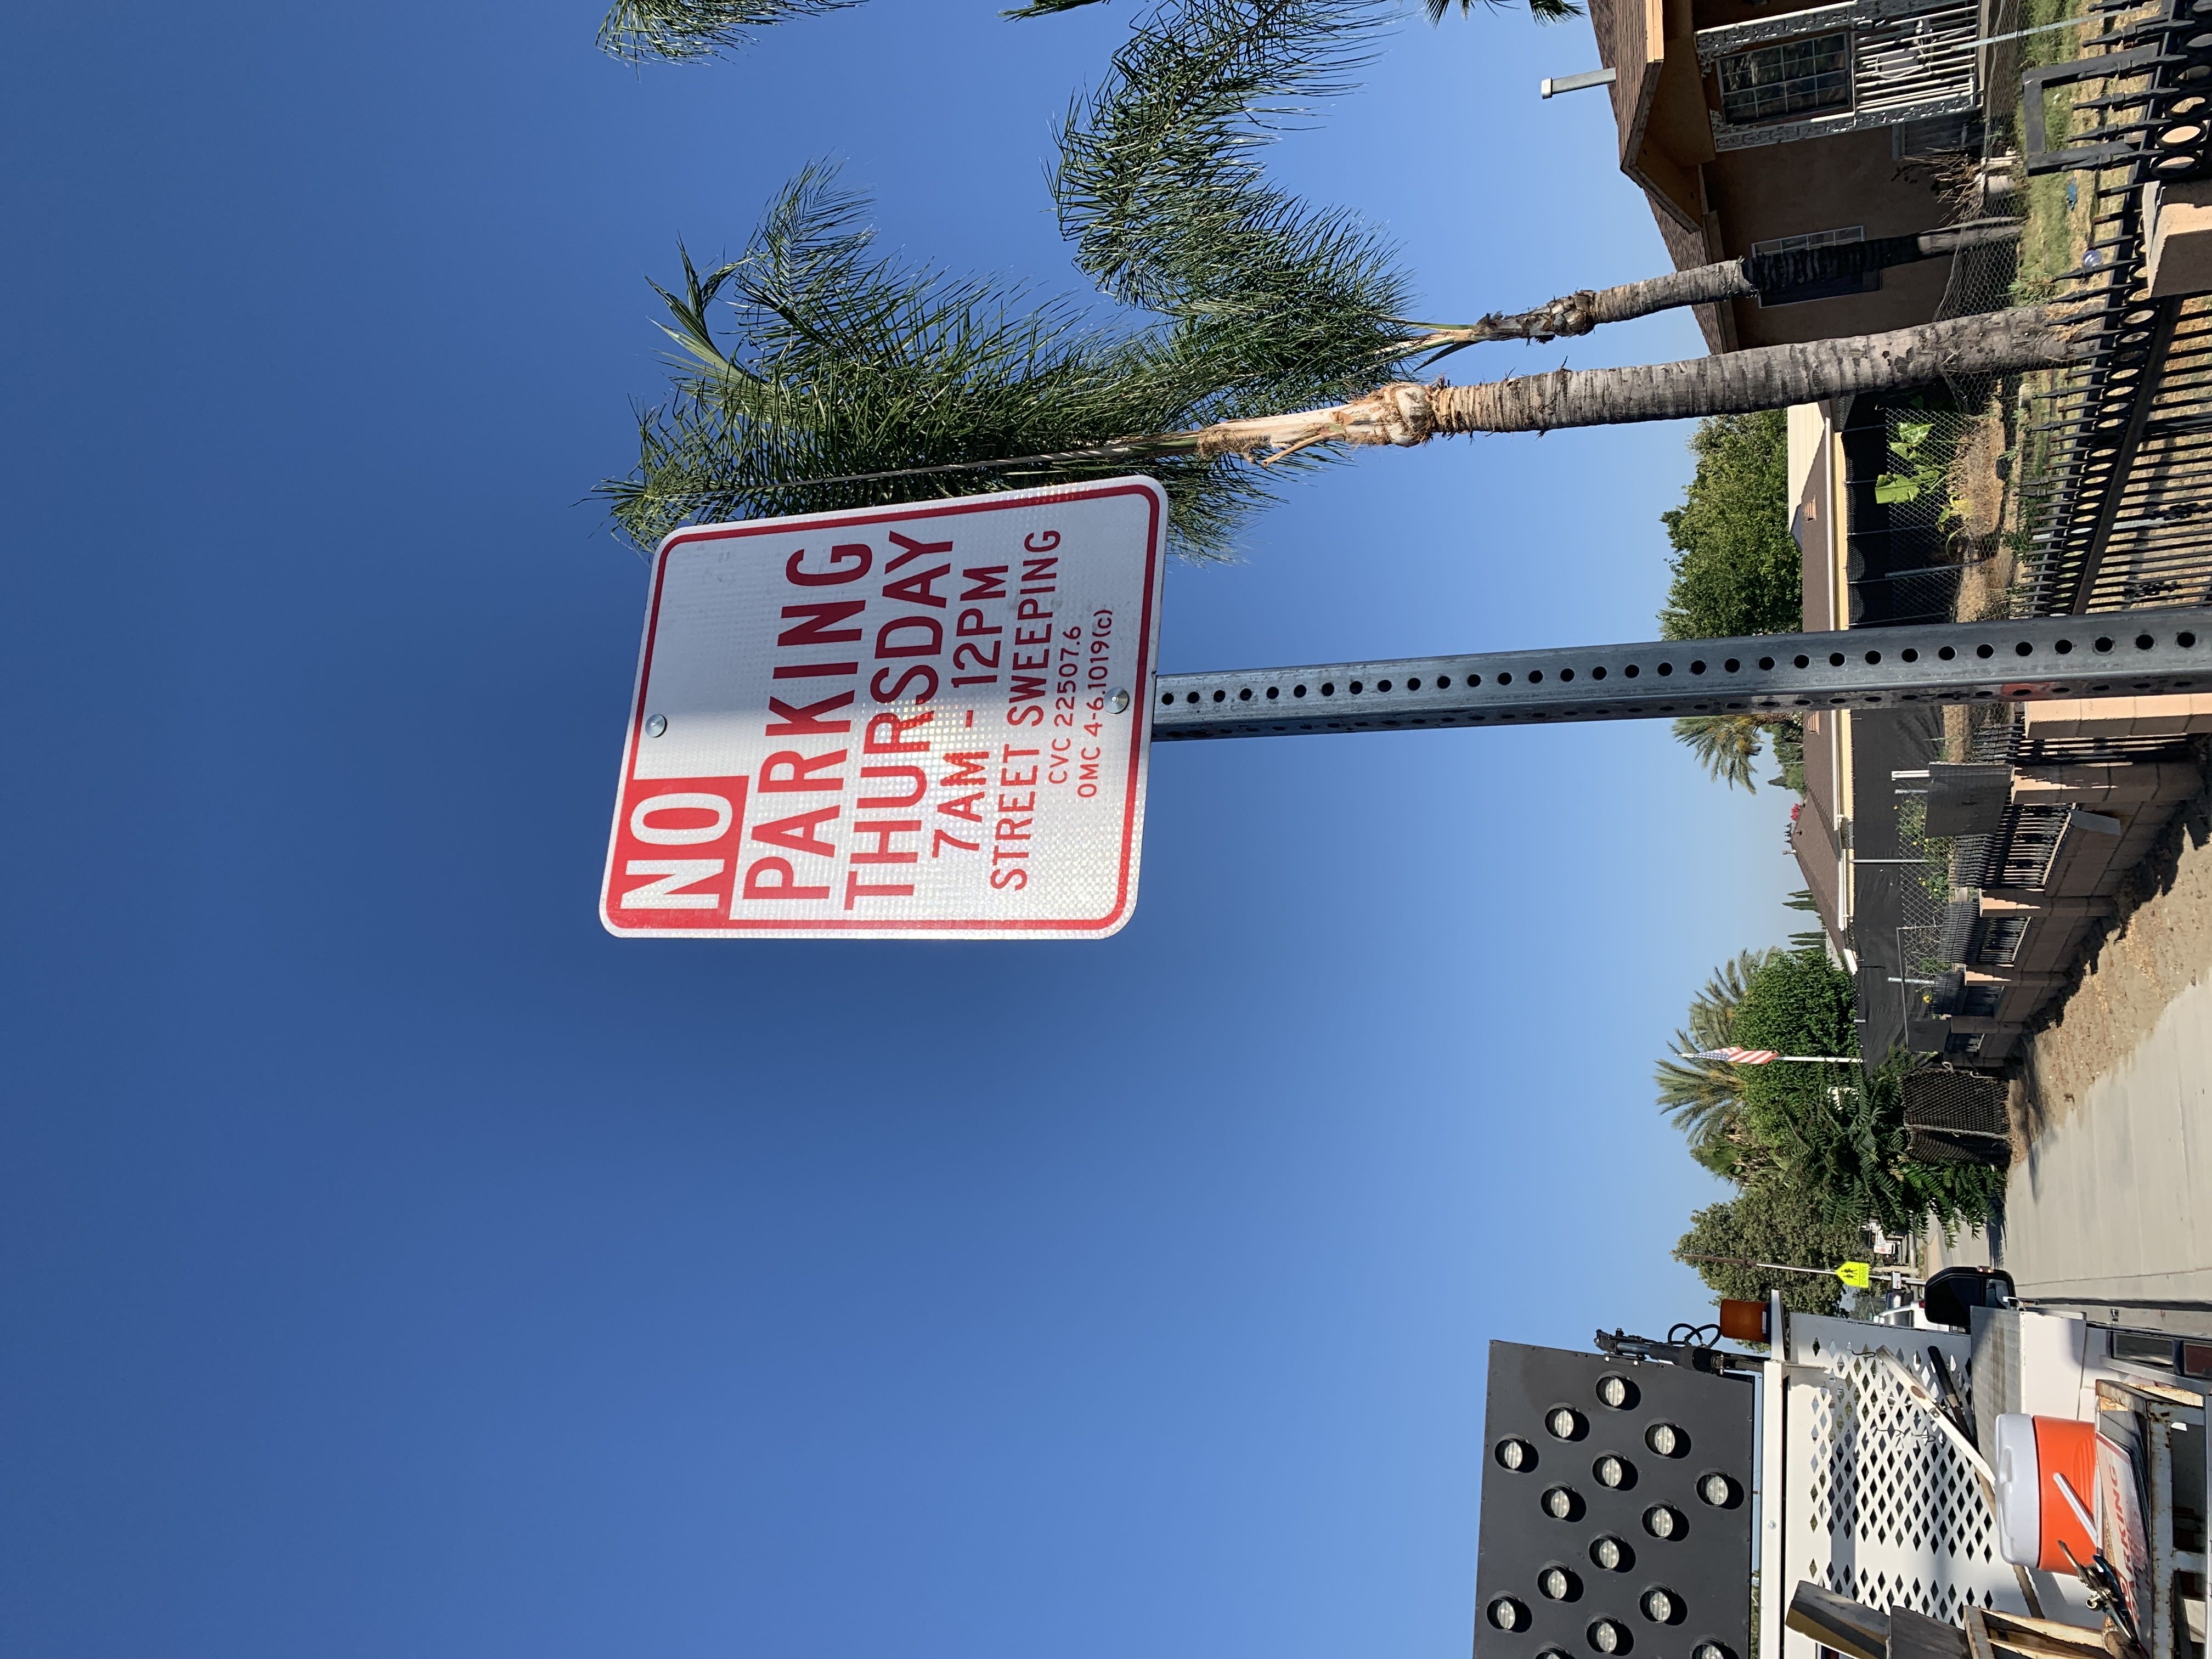 NO
PARKING
THURSDAY
7AM - 12PM
STREET SWEEPING
CVC 22507.6
OMC 4-6.1019(c)